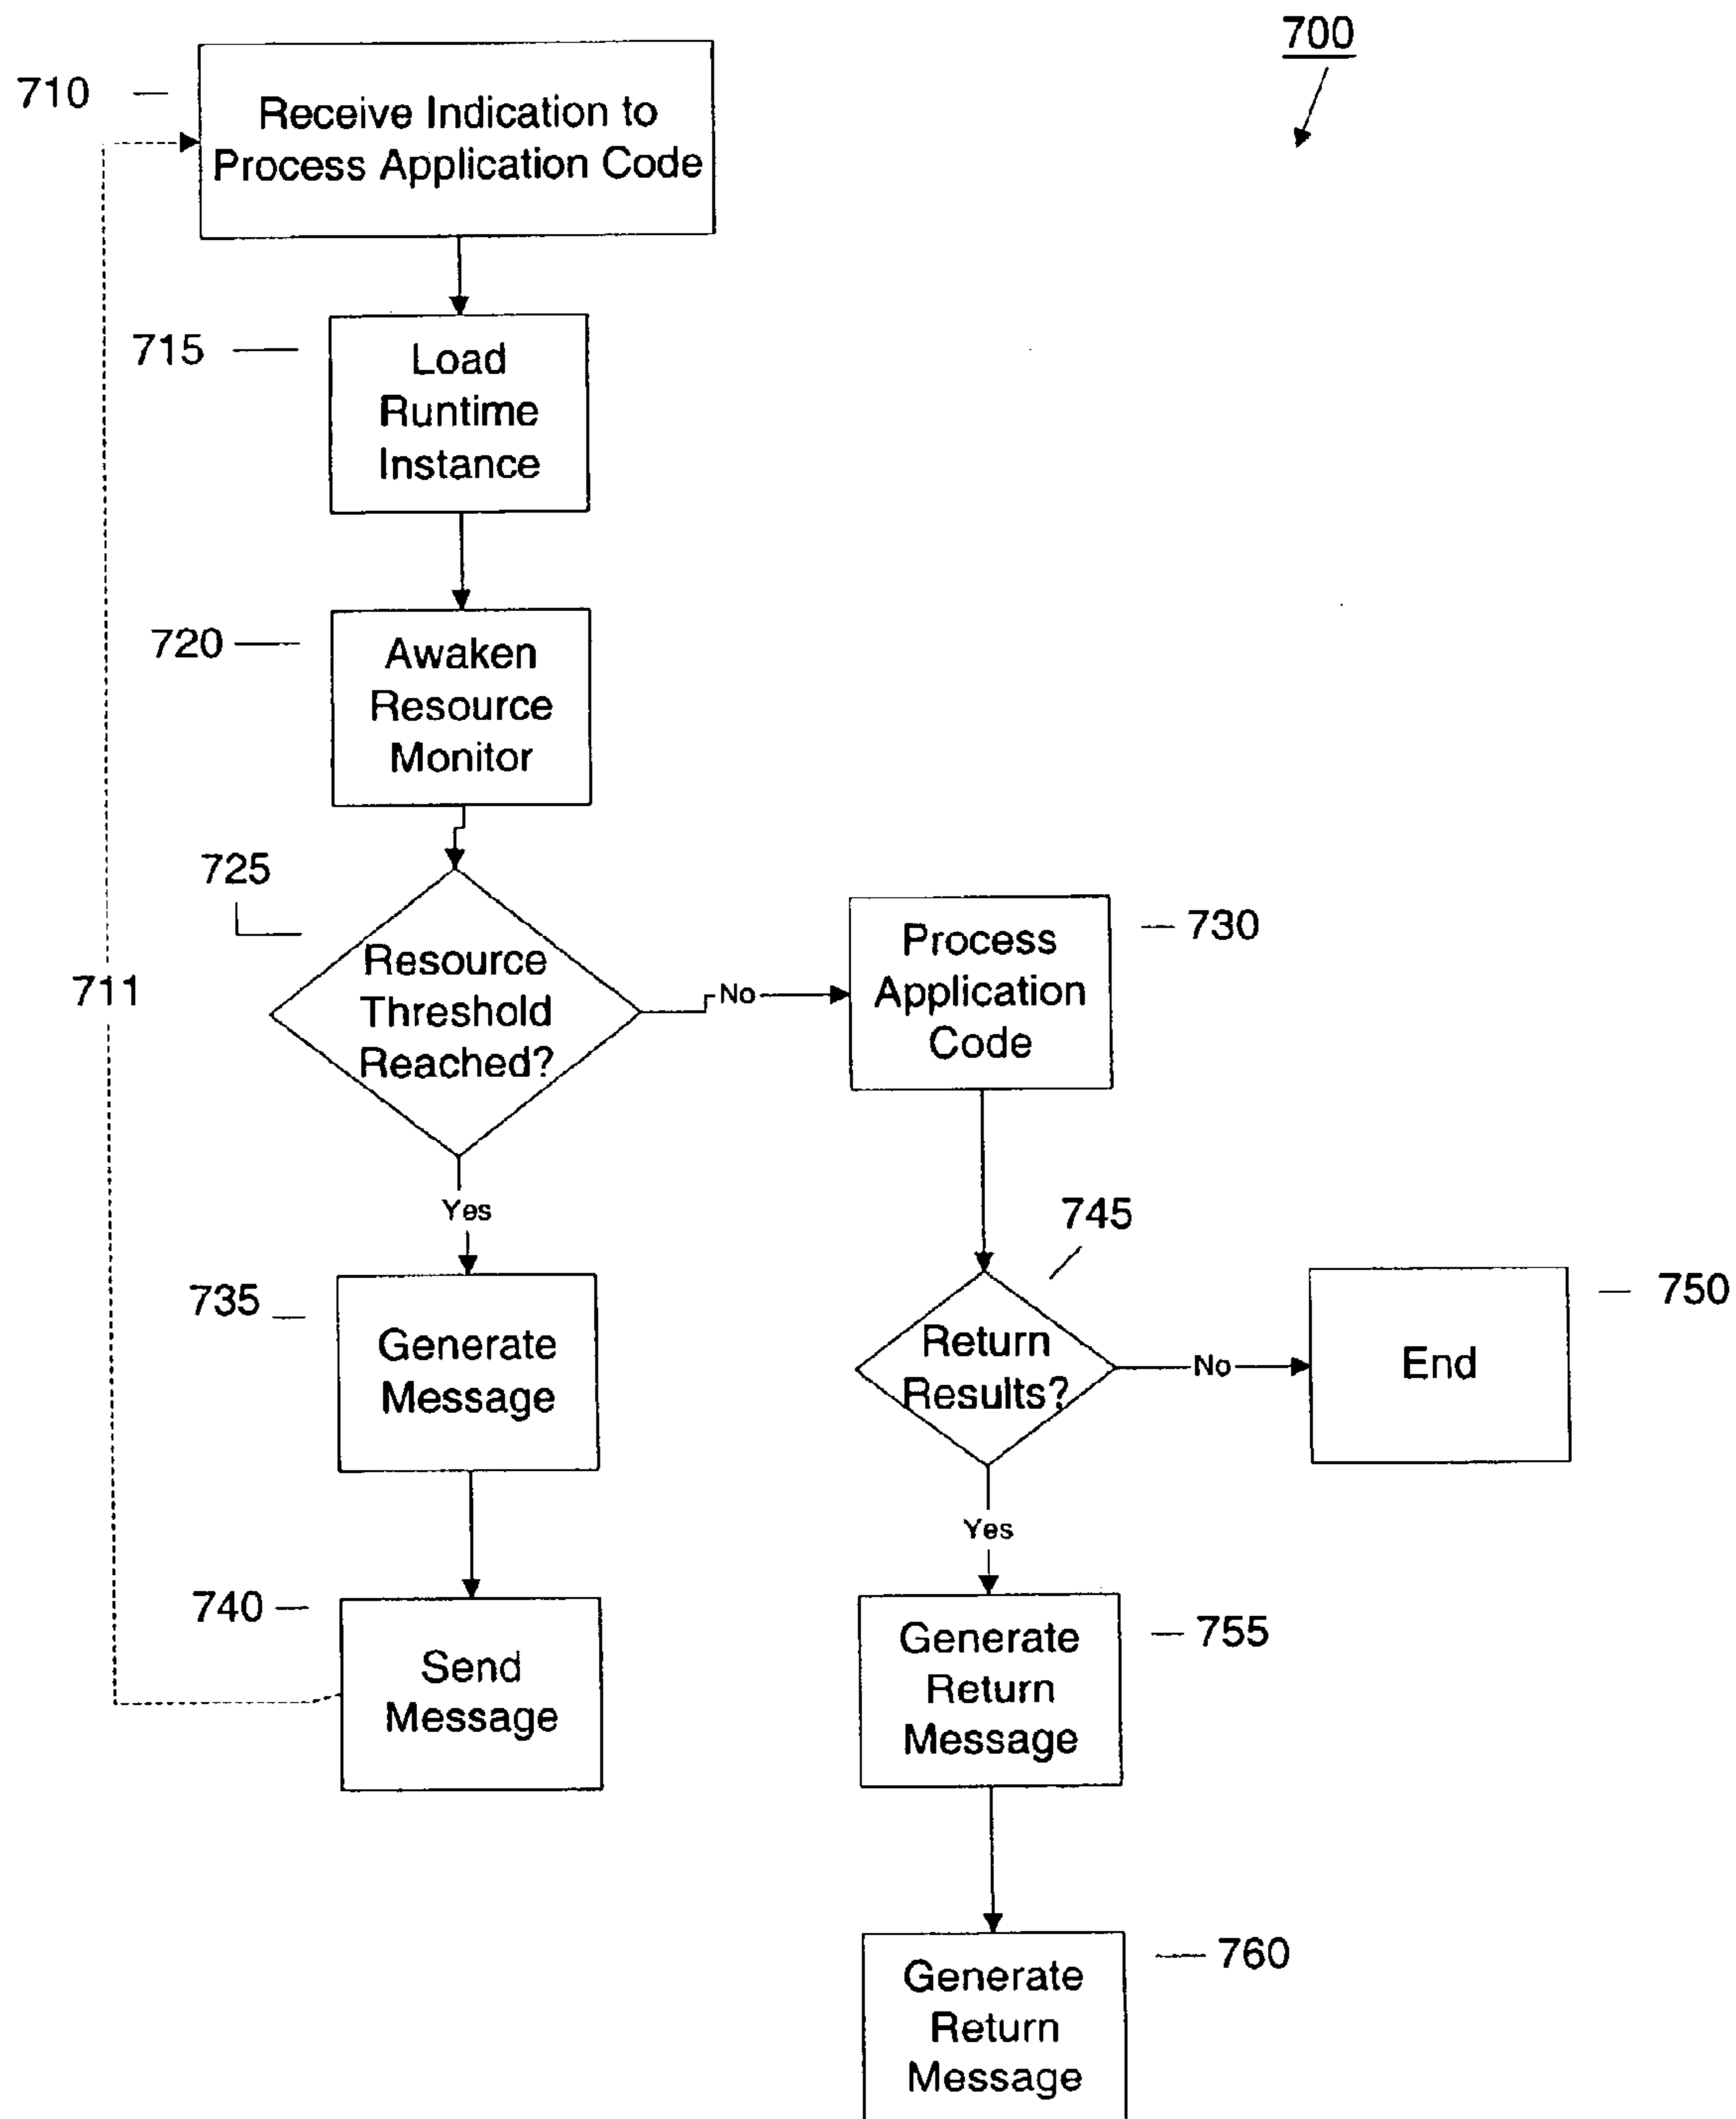 700
710
Receive Indication to
Process Application Code
715
Load
Runtime
Instance
720
Awaken
Resource
Monitor
725
Resource
Threshold
Reached?
No
730
Process
Application
Code
711
Yes
745
Return
Results?
No
750
End
735
Generate
Message
Yes
740
Send
Message
755
Generate
Return
Message
760
Generate
Return
Message